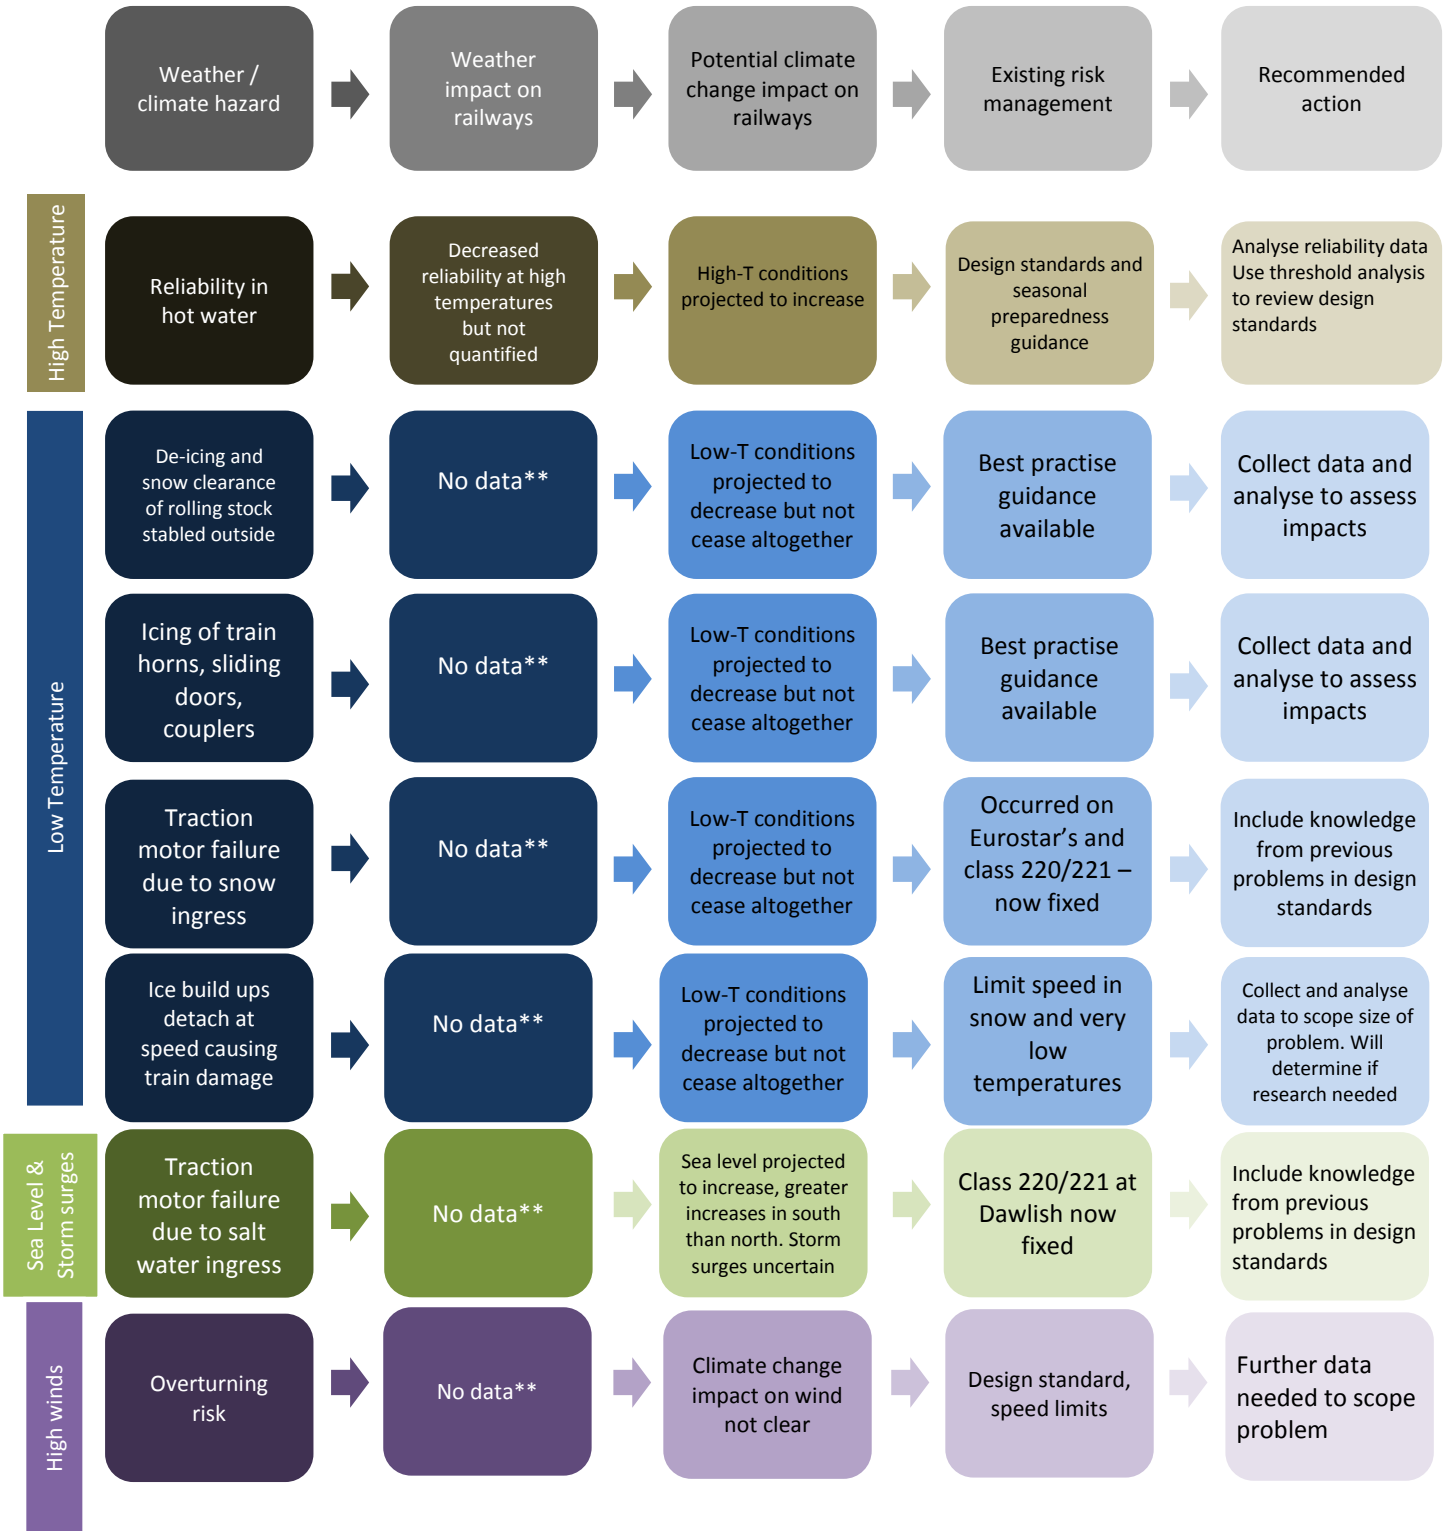 Weather /
climate hazard
Weather
impact on
railways
Potential climate
change impact on
railways
Existing risk
management
Recommended
action
High Temperature
Reliability in
hot water
Decreased
reliability at high
temperatures
but not
quantified
High-T conditions
projected to increase
Design standards and
seasonal
preparedness
guidance
Analyse reliability data
Use threshold analysis
to review design
standards
Low Temperature
De-icing and
snow clearance
of rolling stock
stabled outside
No data**
Low-T conditions
projected to
decrease but not
cease altogether
Best practise
guidance
available
Collect data and
analyse to assess
impacts
Icing of train
horns, sliding
doors,
couplers
No data**
Low-T conditions
projected to
decrease but not
cease altogether
Best practise
guidance
available
Collect data and
analyse to assess
impacts
Traction
motor failure
due to snow
ingress
No data**
Low-T conditions
projected to
decrease but not
cease altogether
Occurred on
Eurostar’s and
class 220/221 –
now fixed
Include knowledge
from previous
problems in design
standards
Ice build ups
detach at
speed causing
train damage
No data**
Low-T conditions
projected to
decrease but not
cease altogether
Limit speed in
snow and very
low
temperatures
Collect and analyse
data to scope size of
problem. Will
determine if
research needed
Sea Level &
Storm surges
Traction
motor failure
due to salt
water ingress
No data**
Sea level projected
to increase, greater
increases in south
than north. Storm
surges uncertain
Class 220/221 at
Dawlish now
fixed
Include knowledge
from previous
problems in design
standards
High winds
Overturning
risk
No data**
Climate change
impact on wind
not clear
Design standard,
speed limits
Further data
needed to scope
problem